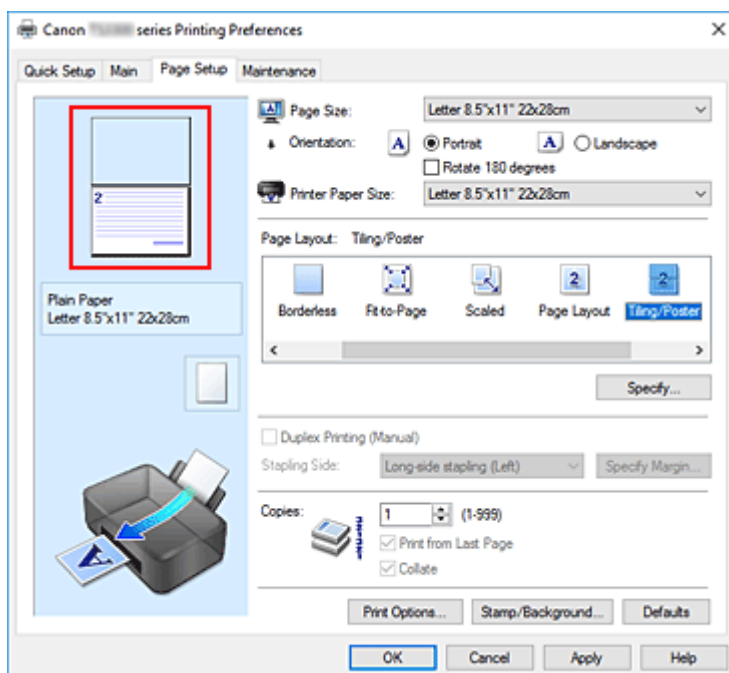 Canon series Printing Preferences
Quick Setup Main Page Setup Maintenance
Page Size: Letter 8.5"x11" 22x28cm
Orientation: A Portrait A Landscape
Rotate 180 degrees
Printer Paper Size: Letter 8.5"x11" 22x28cm
2
Page Layout: Tiling/Poster
2 2
Borderless Fit-to-Page Scaled Page Layout Tiling/Poster
Plain Paper
Letter 8.5"x11" 22x28cm
Specify...
Duplex Printing (Manual)
Stapling Side: Long-side stapling (Left) Specify Margin...
Copies: 1 (1-999)
Print from Last Page
Collate
A
Print Options... Stamp/Background... Defaults
OK Cancel Apply Help